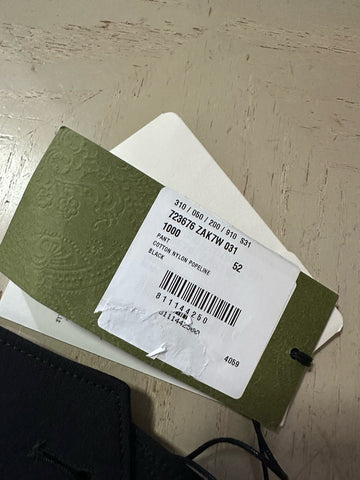 310 / 050 / 200 / 910 S31
723676 ZAK7W 031
1000 52
PANT
COTTON NYLON POPELINE
BLACK
811144250
4059